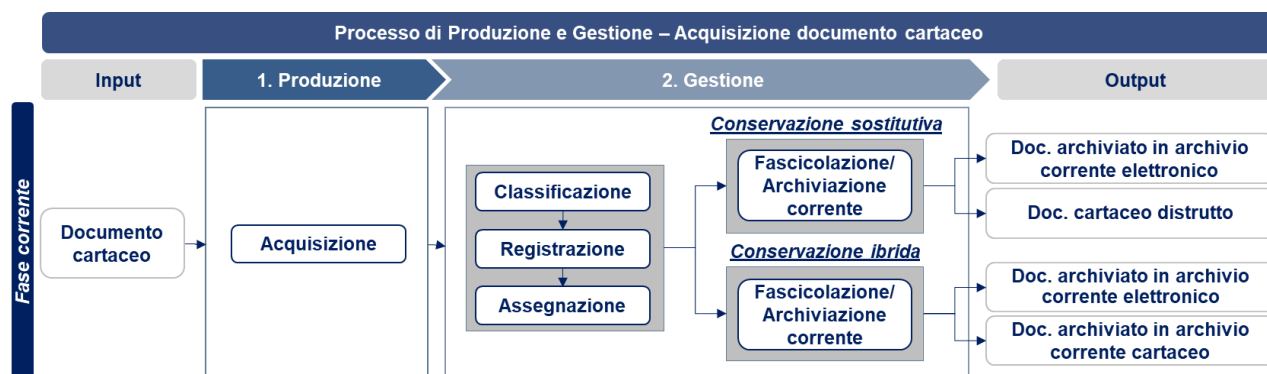 Processo di Produzione e Gestione – Acquisizione documento cartaceo
Input
1. Produzione
2. Gestione
Output
Fase corrente
Documento
cartaceo
Acquisizione
Classificazione
Registrazione
Assegnazione
Conservazione sostitutiva
Fascicolazione/
Archiviazione
corrente
Conservazione ibrida
Fascicolazione/
Archiviazione
corrente
Doc. archiviato in archivio
corrente elettronico
Doc. cartaceo distrutto
Doc. archiviato in archivio
corrente elettronico
Doc. archiviato in archivio
corrente cartaceo